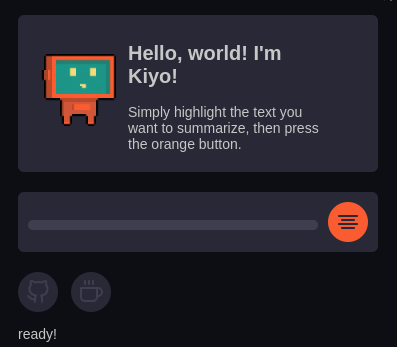 Hello, world! I'm
Kiyo!
Simply highlight the text you
want to summarize, then press
the orange button.
ready!